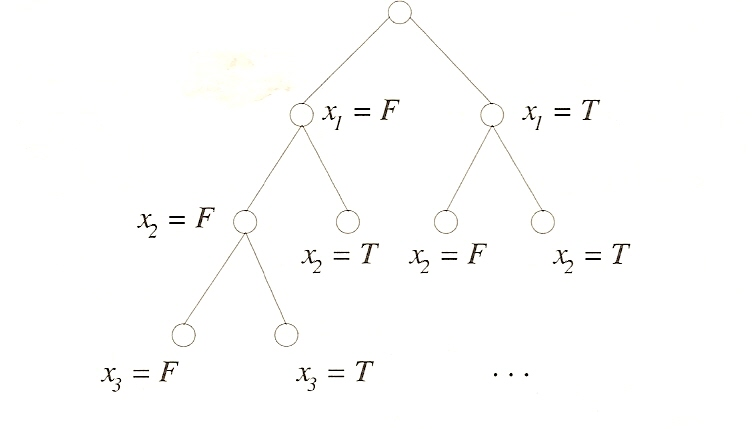 x₁ = F
x₁ = T
x₂ = F
x₂ = T
x₂ = F
x₂ = T
x₃ = F
x₃ = T
...